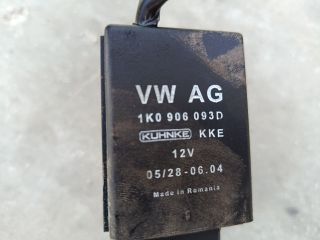 VW AG
1K0 906 093D
KUHNKE KKE
12V
05/28-06.04
Made in Romania